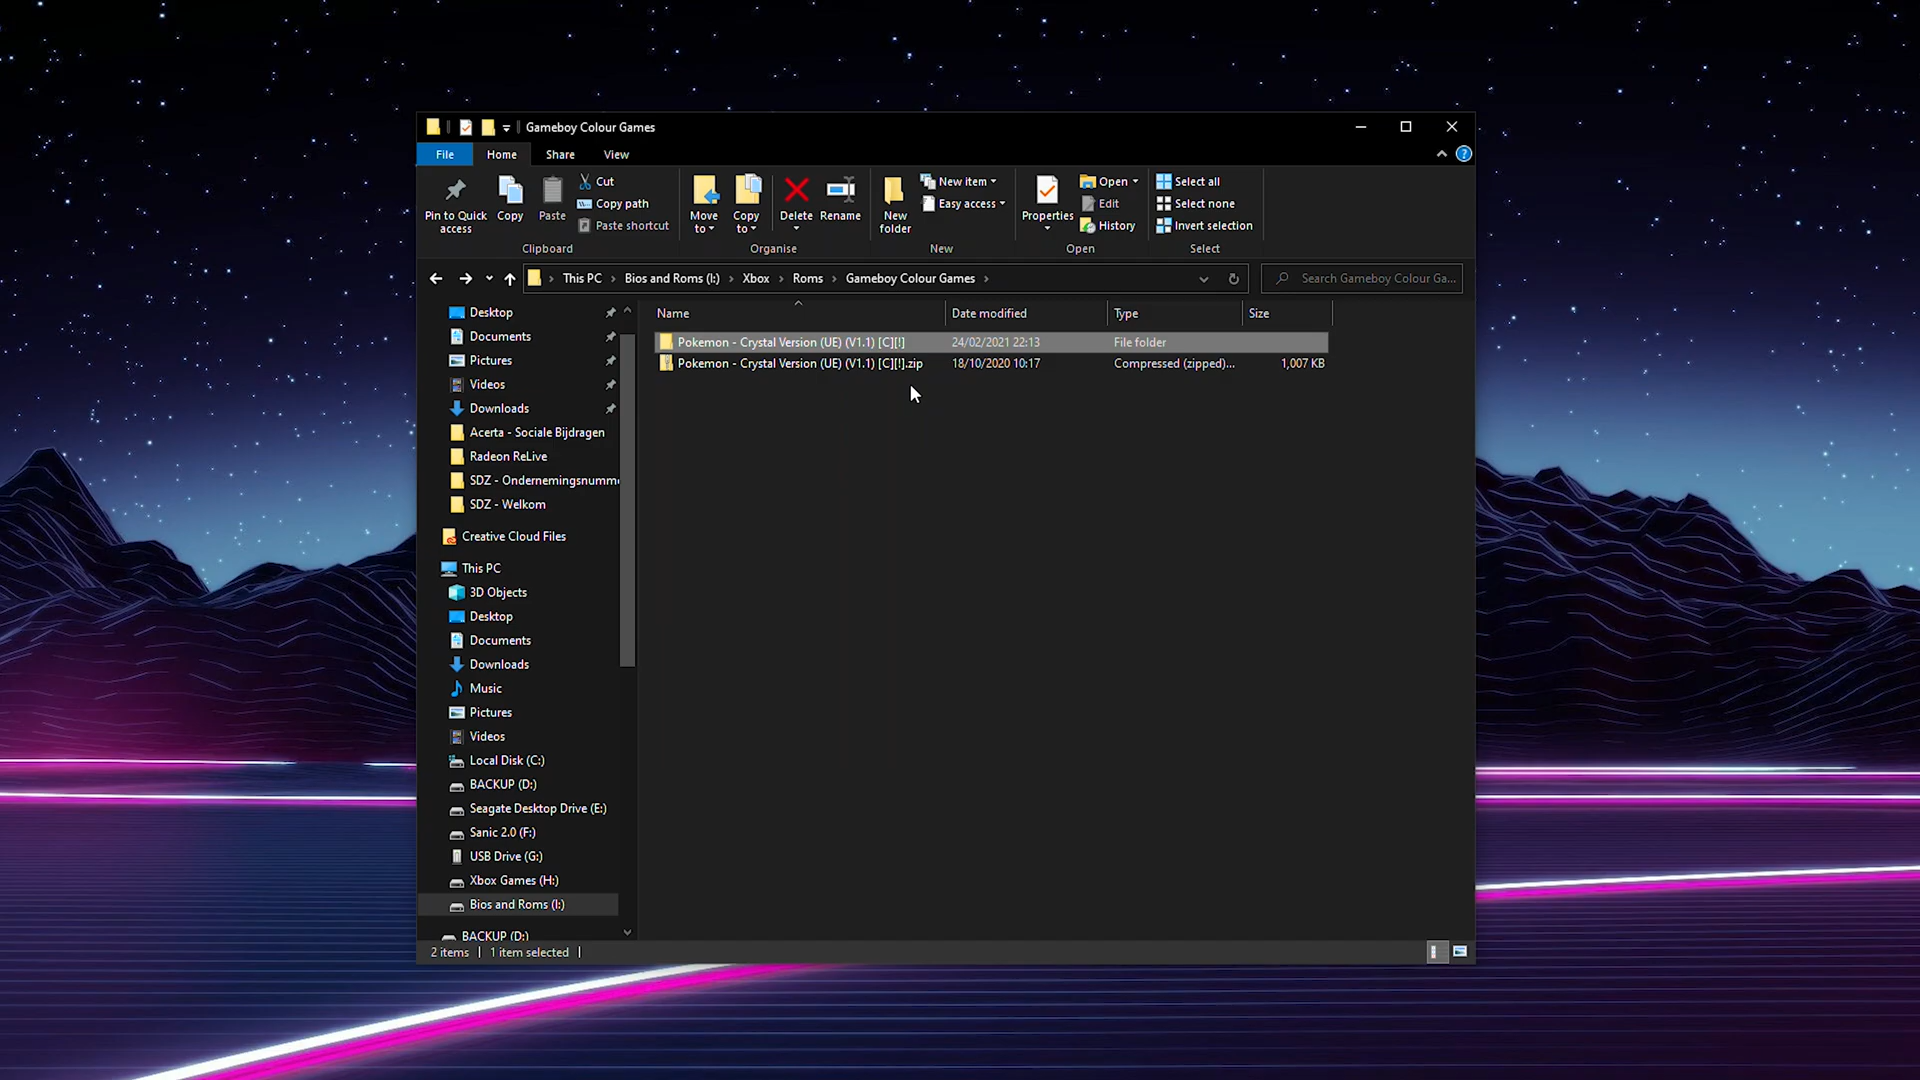 Gameboy Colour Games
File Home Share View
Pin to Quick access
Copy
Paste
Cut
Copy path
Paste shortcut
Clipboard
Move to
Copy to
Delete
Rename
Organise
New folder
New item
Easy access
New
Properties
Open
Edit
History
Open
Select all
Select none
Invert selection
Select
This PC > Bios and Roms (I:) > Xbox > Roms > Gameboy Colour Games >
Search Gameboy Colour Ga...
Name Date modified Type Size
Pokemon - Crystal Version (UE) (V1.1) [C][!] 24/02/2021 22:13 File folder
Pokemon - Crystal Version (UE) (V1.1) [C][!].zip 18/10/2020 10:17 Compressed (zipped)... 1,007 KB
Desktop
Documents
Pictures
Videos
Downloads
Acerta - Sociale Bijdragen
Radeon ReLive
SDZ - Ondernemingsnumme
SDZ - Welkom
Creative Cloud Files
This PC
3D Objects
Desktop
Documents
Downloads
Music
Pictures
Videos
Local Disk (C:)
BACKUP (D:)
Seagate Desktop Drive (E:)
Sanic 2.0 (F:)
USB Drive (G:)
Xbox Games (H:)
Bios and Roms (I:)
BACKUP (D:)
2 items 1 item selected